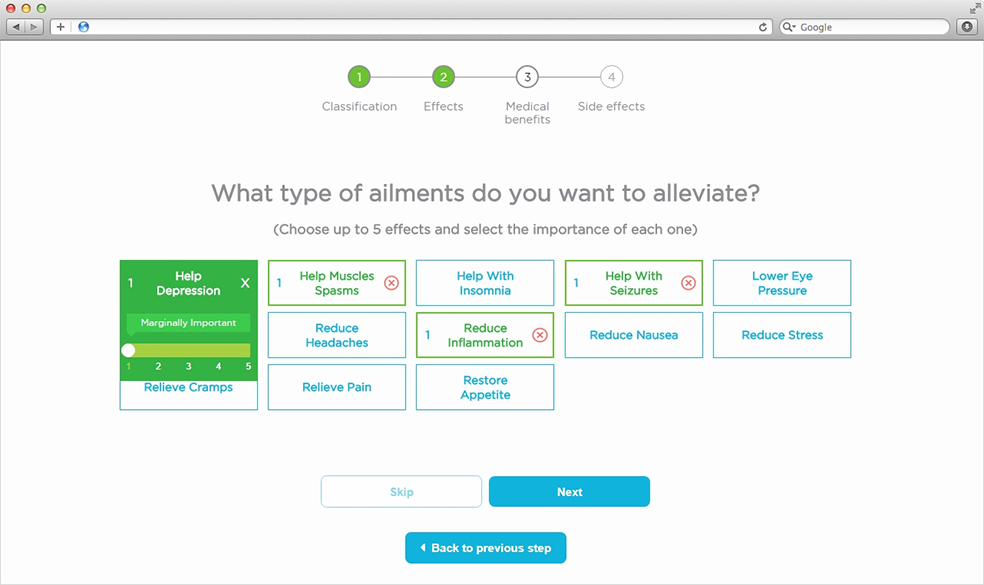 Google
1
2
3
4
Classification
Effects
Medical
benefits
Side effects
What type of ailments do you want to alleviate?
(Choose up to 5 effects and select the importance of each one)
1
Help
Depression
X
Marginally Important
1 2 3 4 5
1
Help Muscles
Spasms
Help With
Insomnia
1
Help With
Seizures
Lower Eye
Pressure
Reduce
Headaches
1
Reduce
Inflammation
Reduce Nausea
Reduce Stress
Relieve Cramps
Relieve Pain
Restore
Appetite
Skip
Next
Back to previous step